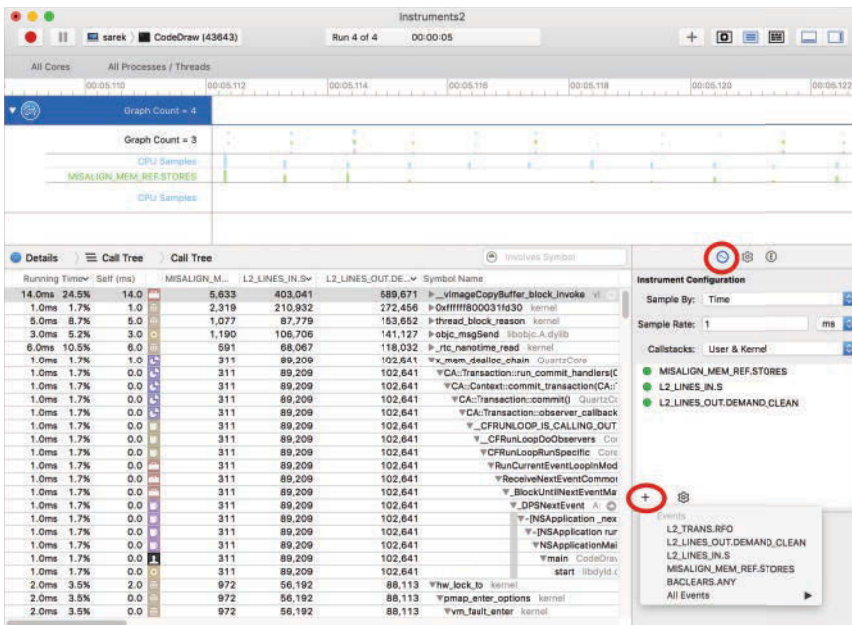 Instruments2
sarek CodeDraw (43643) Run 4 of 4 00:00:05
All Cores All Processes / Threads
00:05.110 00:05.112 00:05.114 00:05.116 00:05.118 00:05.120 00:05.122
Graph Count = 4
Graph Count = 3
CPU Samples
MISALIGN_MEM_REF.STORES
CPU Samples
Details Call Tree Call Tree Involves Symbol
Running Time Self (ms) MISALIGN_M... L2_LINES_IN.S L2_LINES_OUT.DE... Symbol Name
14.0ms 24.5% 14.0 5,633 403,041 589,671 __vImageCopyBuffer_block_invoke
1.0ms 1.7% 1.0 2,319 210,932 272,456 0xffffff800031fd30 kernel
5.0ms 8.7% 5.0 1,077 87,779 153,652 thread_block_reason kernel
3.0ms 5.2% 3.0 1,190 106,706 141,127 objc_msgSend libobjc.A.dylib
6.0ms 10.5% 6.0 591 68,067 118,032 _rtc_nanotime_read kernel
1.0ms 1.7% 1.0 311 89,209 102,641 x_mem_dealloc_chain QuartzCore
1.0ms 1.7% 0.0 311 89,209 102,641 CA::Transaction::run_commit_handlers(C
1.0ms 1.7% 0.0 311 89,209 102,641 CA::Context::commit_transaction(CA::
1.0ms 1.7% 0.0 311 89,209 102,641 CA::Transaction::commit() QuartzCo
1.0ms 1.7% 0.0 311 89,209 102,641 CA::Transaction::observer_callback
1.0ms 1.7% 0.0 311 89,209 102,641 __CFRUNLOOP_IS_CALLING_OUT
1.0ms 1.7% 0.0 311 89,209 102,641 __CFRunLoopDoObservers
1.0ms 1.7% 0.0 311 89,209 102,641 CFRunLoopRunSpecific Core
1.0ms 1.7% 0.0 311 89,209 102,641 RunCurrentEventLoopInMod
1.0ms 1.7% 0.0 311 89,209 102,641 ReceiveNextEventCommon
1.0ms 1.7% 0.0 311 89,209 102,641 _BlockUntilNextEventMa
1.0ms 1.7% 0.0 311 89,209 102,641 _DPSNextEvent
1.0ms 1.7% 0.0 311 89,209 102,641 -[NSApplication _nex
1.0ms 1.7% 0.0 311 89,209 102,641 -[NSApplication run
1.0ms 1.7% 0.0 311 89,209 102,641 NSApplicationMai
1.0ms 1.7% 0.0 311 89,209 102,641 main CodeDraw
1.0ms 1.7% 0.0 311 89,209 102,641 start libdyld.d
2.0ms 3.5% 2.0 972 56,192 88,113 hw_lock_to kernel
2.0ms 3.5% 0.0 972 56,192 88,113 pmap_enter_options kernel
2.0ms 3.5% 0.0 972 56,192 88,113 vm_fault_enter kernel
Instrument Configuration
Sample By: Time
Sample Rate: 1 ms
Callstacks: User & Kernel
MISALIGN_MEM_REF.STORES
L2_LINES_IN.S
L2_LINES_OUT.DEMAND_CLEAN
+
Events
L2_TRANS.RFO
L2_LINES_OUT.DEMAND_CLEAN
L2_LINES_IN.S
MISALIGN_MEM_REF.STORES
BACLEARS.ANY
All Events